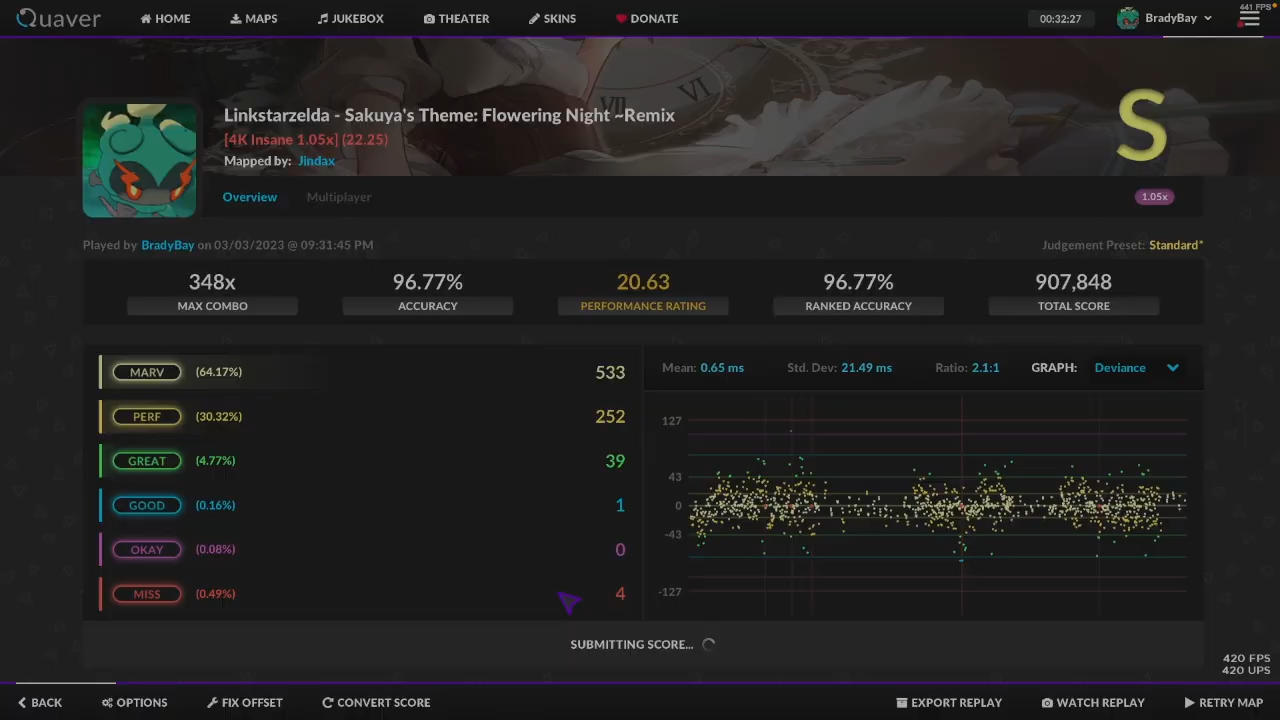 Quaver
HOME
MAPS
JUKEBOX
THEATER
SKINS
DONATE
00:32:27
BradyBay
441 FPS
VII
VI
Linkstarzelda - Sakuya's Theme: Flowering Night ~Remix
[4K Insane 1.05x] (22.25)
Mapped by: Jindax
S
Overview
Multiplayer
1.05x
Played by BradyBay on 03/03/2023 @ 09:31:45 PM
Judgement Preset: Standard*
348x
96.77%
20.63
96.77%
907,848
MAX COMBO
ACCURACY
PERFORMANCE RATING
RANKED ACCURACY
TOTAL SCORE
MARV (64.17%) 533
PERF (30.32%) 252
GREAT (4.77%) 39
GOOD (0.16%) 1
OKAY (0.08%) 0
MISS (0.49%) 4
Mean: 0.65 ms
Std. Dev: 21.49 ms
Ratio: 2.1:1
GRAPH: Deviance
127
43
0
-43
-127
SUBMITTING SCORE...
420 FPS
420 UPS
BACK
OPTIONS
FIX OFFSET
CONVERT SCORE
EXPORT REPLAY
WATCH REPLAY
RETRY MAP